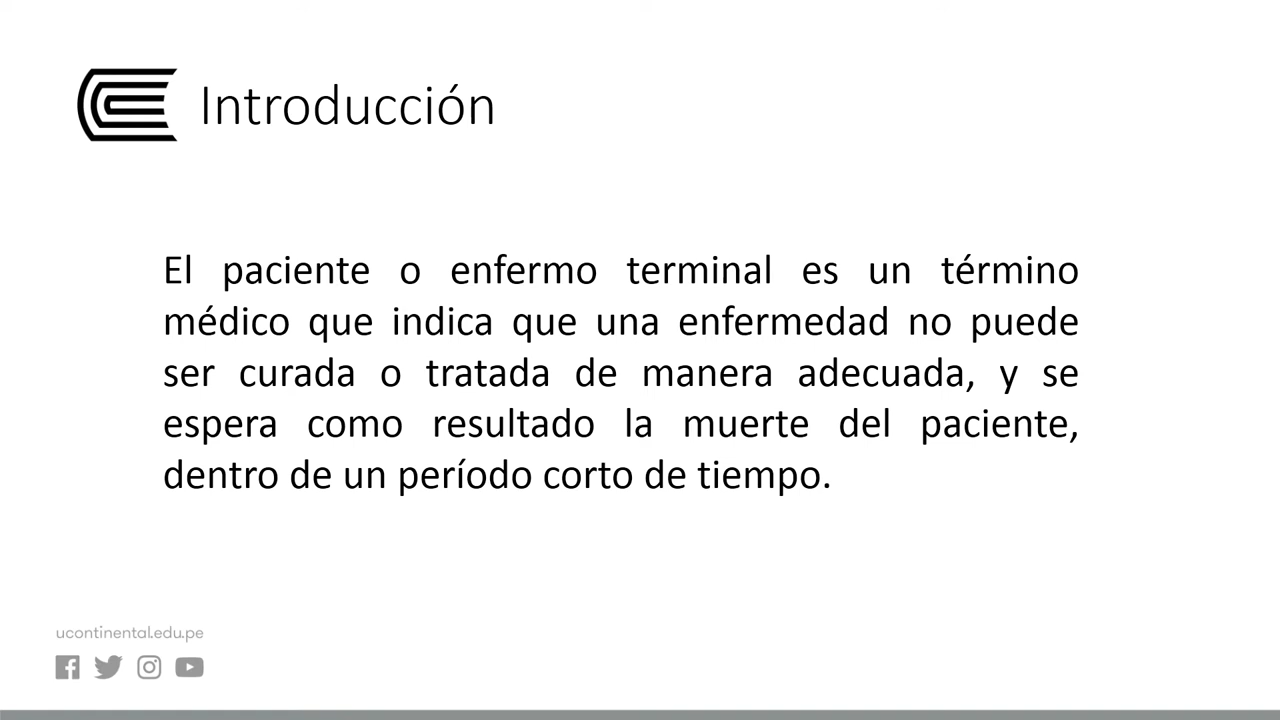 Introducción
El paciente o enfermo terminal es un término
médico que indica que una enfermedad no puede
ser curada o tratada de manera adecuada, y se
espera como resultado la muerte del paciente,
dentro de un período corto de tiempo.
ucontinental.edu.pe